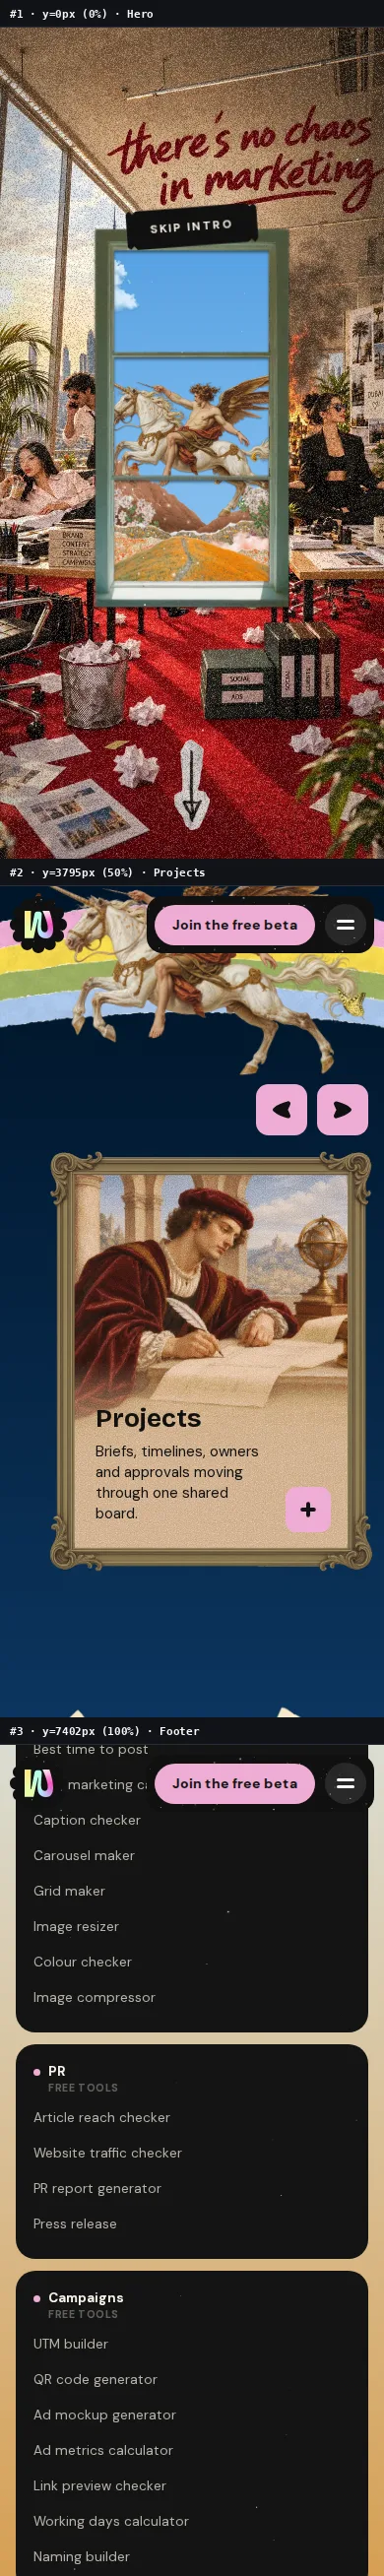 #1 · y=0px (0%) · Hero
there's no chaos
in marketing
SKIP INTRO
BRAND
CONTENT
STRATEGY
CAMPAIGNS
SOCIAL
ADS
#2 · y=3795px (50%) · Projects
Join the free beta
Projects
Briefs, timelines, owners
and approvals moving
through one shared
board.
#3 · y=7402px (100%) · Footer
Best time to post
marketing ca
Join the free beta
Caption checker
Carousel maker
Grid maker
Image resizer
Colour checker
Image compressor
PR
FREE TOOLS
Article reach checker
Website traffic checker
PR report generator
Press release
Campaigns
FREE TOOLS
UTM builder
QR code generator
Ad mockup generator
Ad metrics calculator
Link preview checker
Working days calculator
Naming builder